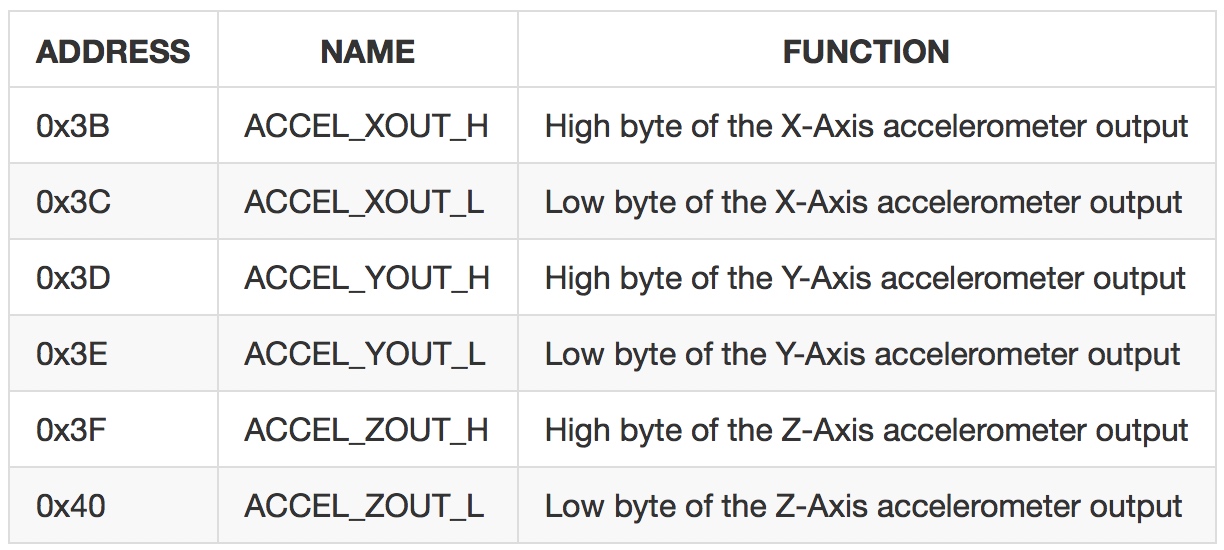 ADDRESS NAME FUNCTION
0x3B ACCEL_XOUT_H High byte of the X-Axis accelerometer output
0x3C ACCEL_XOUT_L Low byte of the X-Axis accelerometer output
0x3D ACCEL_YOUT_H High byte of the Y-Axis accelerometer output
0x3E ACCEL_YOUT_L Low byte of the Y-Axis accelerometer output
0x3F ACCEL_ZOUT_H High byte of the Z-Axis accelerometer output
0x40 ACCEL_ZOUT_L Low byte of the Z-Axis accelerometer output